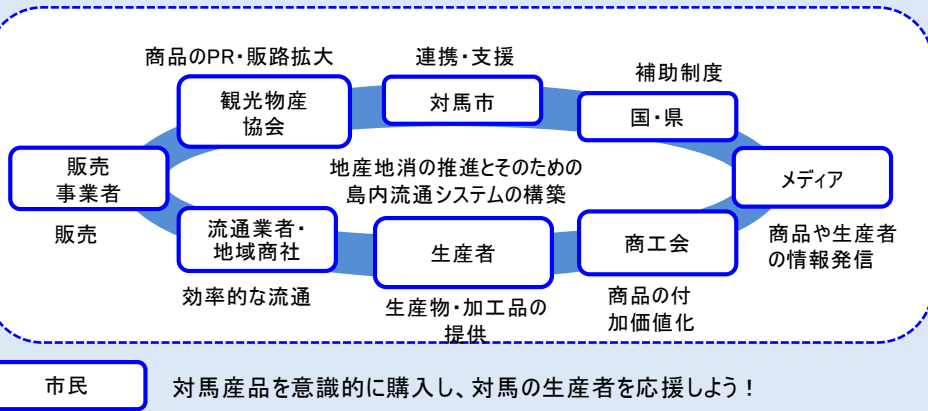 商品のPR・販路拡大
連携・支援
補助制度
観光物産
協会
対馬市
国・県
販売
事業者
地産地消の推進とそのための
島内流通システムの構築
メディア
販売
流通業者・
地域商社
生産者
商工会
商品や生産者
の情報発信
効率的な流通
生産物・加工品の
提供
商品の付
加価値化
市民
対馬産品を意識的に購入し、対馬の生産者を応援しよう！